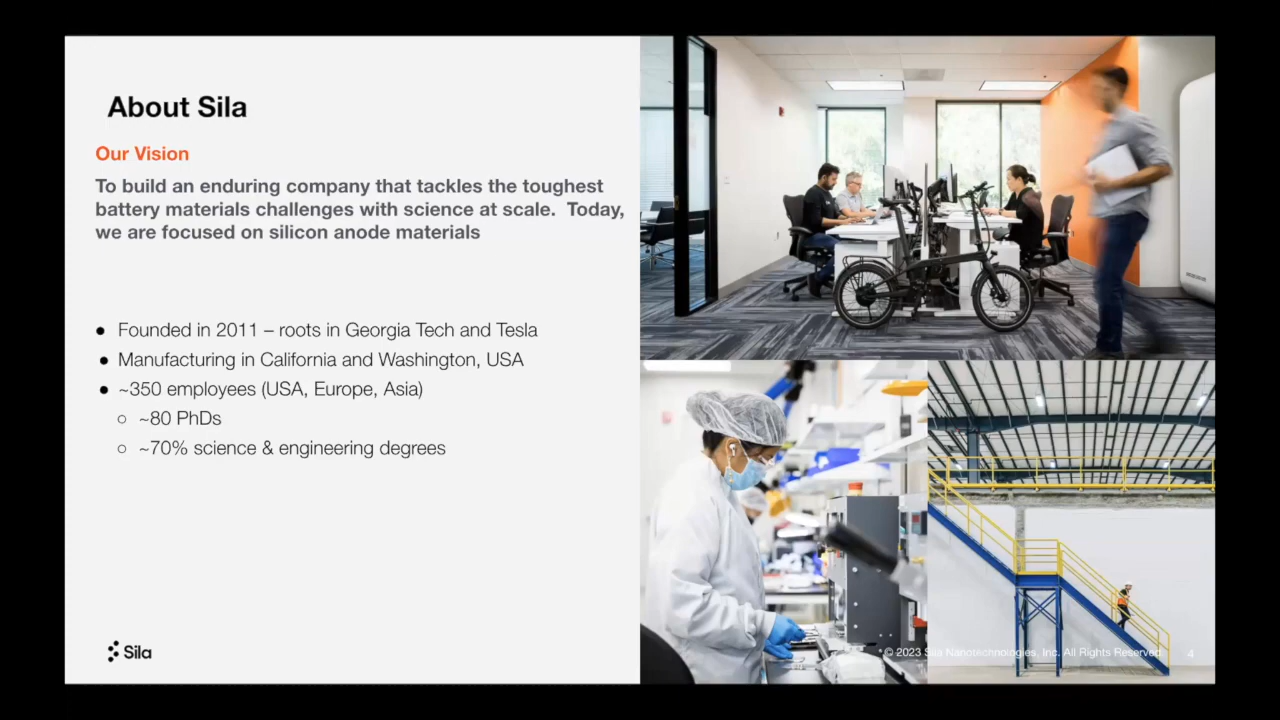 About Sila
Our Vision
To build an enduring company that tackles the toughest
battery materials challenges with science at scale. Today,
we are focused on silicon anode materials
● Founded in 2011 – roots in Georgia Tech and Tesla
● Manufacturing in California and Washington, USA
● ~350 employees (USA, Europe, Asia)
○ ~80 PhDs
○ ~70% science & engineering degrees
Sila
© 2023 Sila Nanotechnologies, Inc. All Rights Reserved.
4